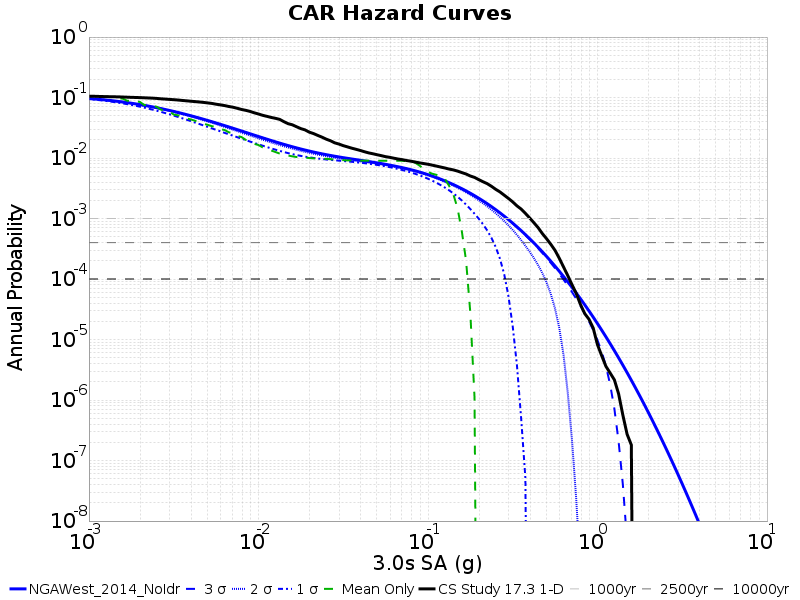 CAR Hazard Curves
10^0
10^-1
10^-2
10^-3
10^-4
10^-5
10^-6
10^-7
10^-8
Annual Probability
10^-3 10^-2 10^-1 10^0 10^1
3.0s SA (g)
NGAWest_2014_NoIdr 3 σ 2 σ 1 σ Mean Only CS Study 17.3 1-D 1000yr 2500yr 10000yr